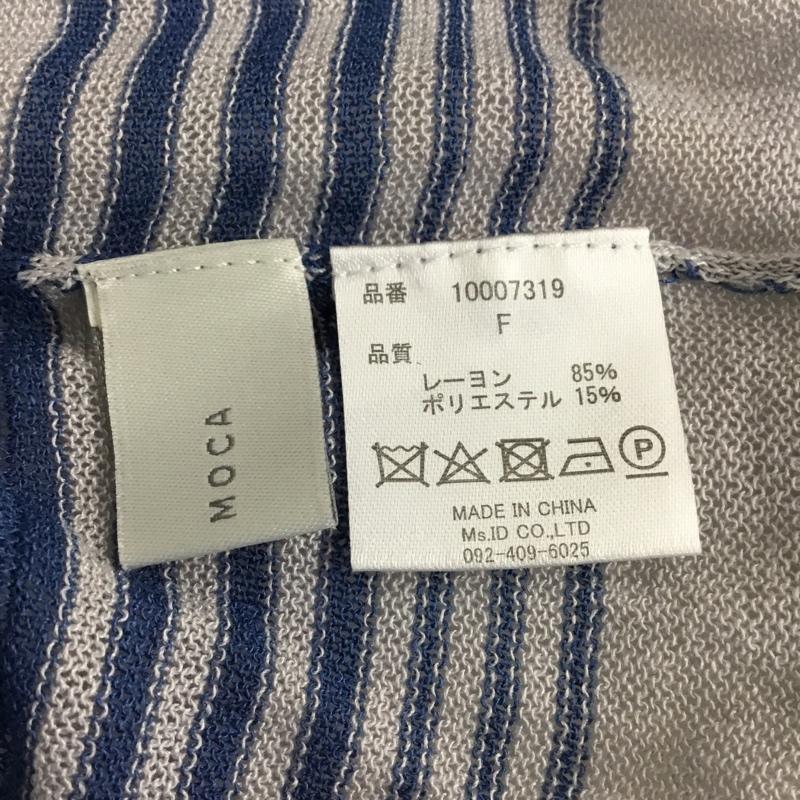 MOCA
品番 10007319
F
品質
レーヨン 85%
ポリエステル 15%
P
MADE IN CHINA
Ms.ID CO.,LTD
092-409-6025